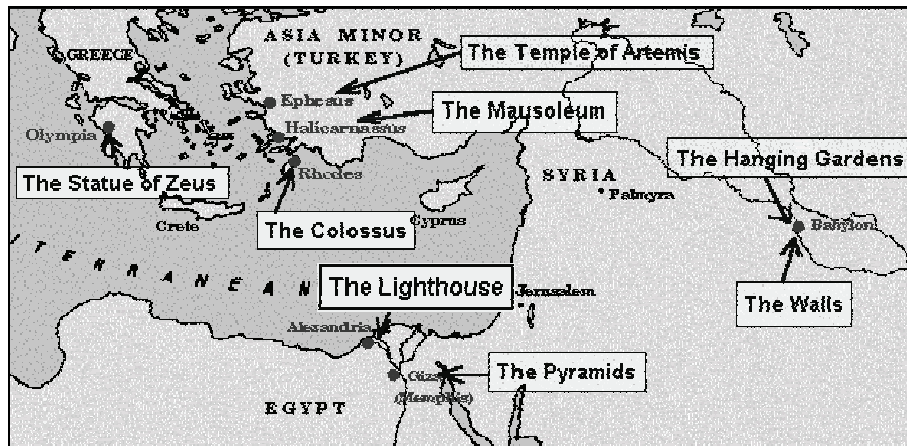 ASIA MINOR
(TURKEY)
GREECE
The Temple of Artemis
Ephesus
The Mausoleum
Olympia
Halicarnassus
The Hanging Gardens
The Statue of Zeus
Rhodes
SYRIA
Palmyra
Crete
Cyprus
The Colossus
Babylon
TERRANEAN
The Lighthouse
Jerusalem
The Walls
Alexandria
The Pyramids
Giza
(Memphis)
EGYPT